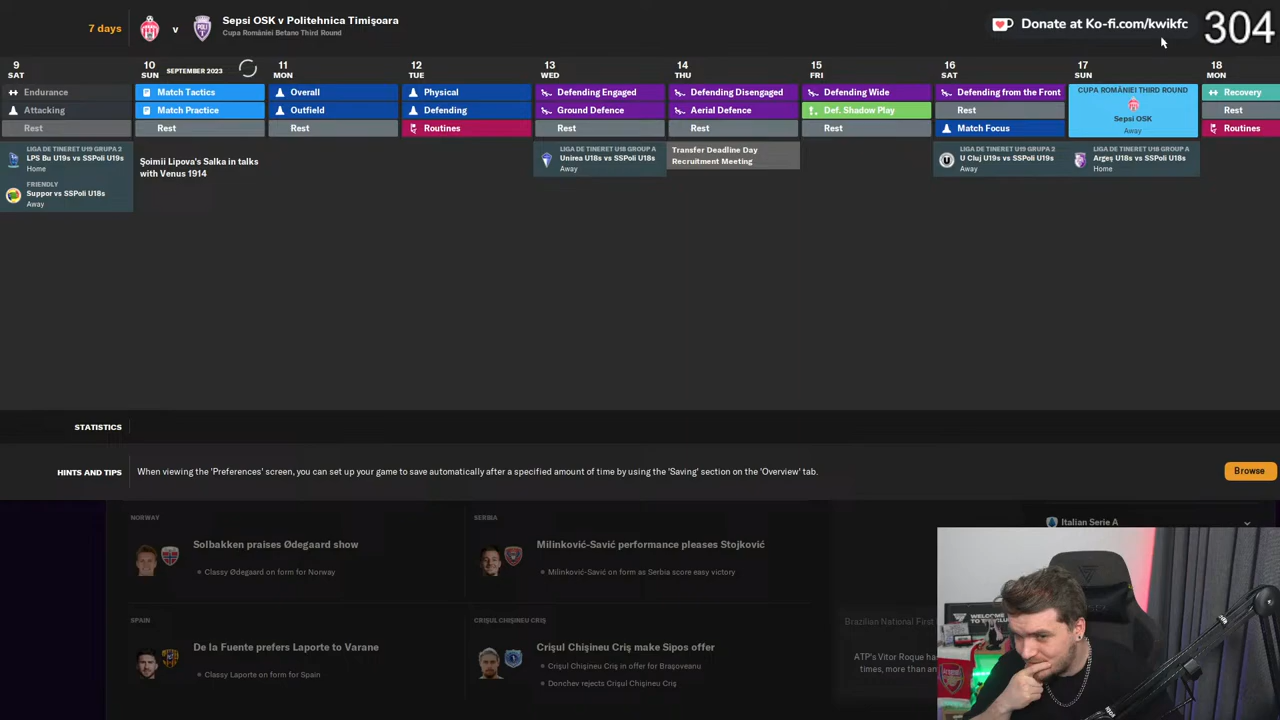 7 days
v
Sepsi OSK v Politehnica Timişoara
Cupa României Betano Third Round
Donate at Ko-fi.com/kwikfc
304
9
SAT
10
SUN
SEPTEMBER 2023
11
MON
12
TUE
13
WED
14
THU
15
FRI
16
SAT
17
SUN
18
MON
Endurance
Attacking
Rest
Match Tactics
Match Practice
Rest
Overall
Outfield
Rest
Physical
Defending
Routines
Defending Engaged
Ground Defence
Rest
Defending Disengaged
Aerial Defence
Rest
Defending Wide
Def. Shadow Play
Rest
Defending from the Front
Rest
Match Focus
CUPA ROMÂNIEI THIRD ROUND
Sepsi OSK
Away
Recovery
Rest
Routines
LIGA DE TINERET U19 GRUPA 2
LPS Bu U19s vs SSPoli U19s
Home
FRIENDLY
Suppor vs SSPoli U18s
Away
Şoimii Lipova's Salka in talks
with Venus 1914
LIGA DE TINERET U18 GROUP A
Unirea U18s vs SSPoli U18s
Away
Transfer Deadline Day
Recruitment Meeting
LIGA DE TINERET U19 GRUPA 2
U Cluj U19s vs SSPoli U19s
Away
LIGA DE TINERET U18 GROUP A
Argeş U18s vs SSPoli U18s
Home
STATISTICS
HINTS AND TIPS
When viewing the 'Preferences' screen, you can set up your game to save automatically after a specified amount of time by using the 'Saving' section on the 'Overview' tab.
Browse
NORWAY
Solbakken praises Ødegaard show
Classy Ødegaard on form for Norway
SERBIA
Milinković-Savić performance pleases Stojković
Milinković-Savić on form as Serbia score easy victory
Italian Serie A
SPAIN
De la Fuente prefers Laporte to Varane
Classy Laporte on form for Spain
CRIŞUL CHIŞINEU CRIŞ
Crişul Chişineu Criş make Sipos offer
Crişul Chişineu Criş in offer for Braşoveanu
Donchev rejects Crişul Chişineu Criş
Brazilian National First
ATP's Vitor Roque has
times, more than an
WELCOME
Arsenal